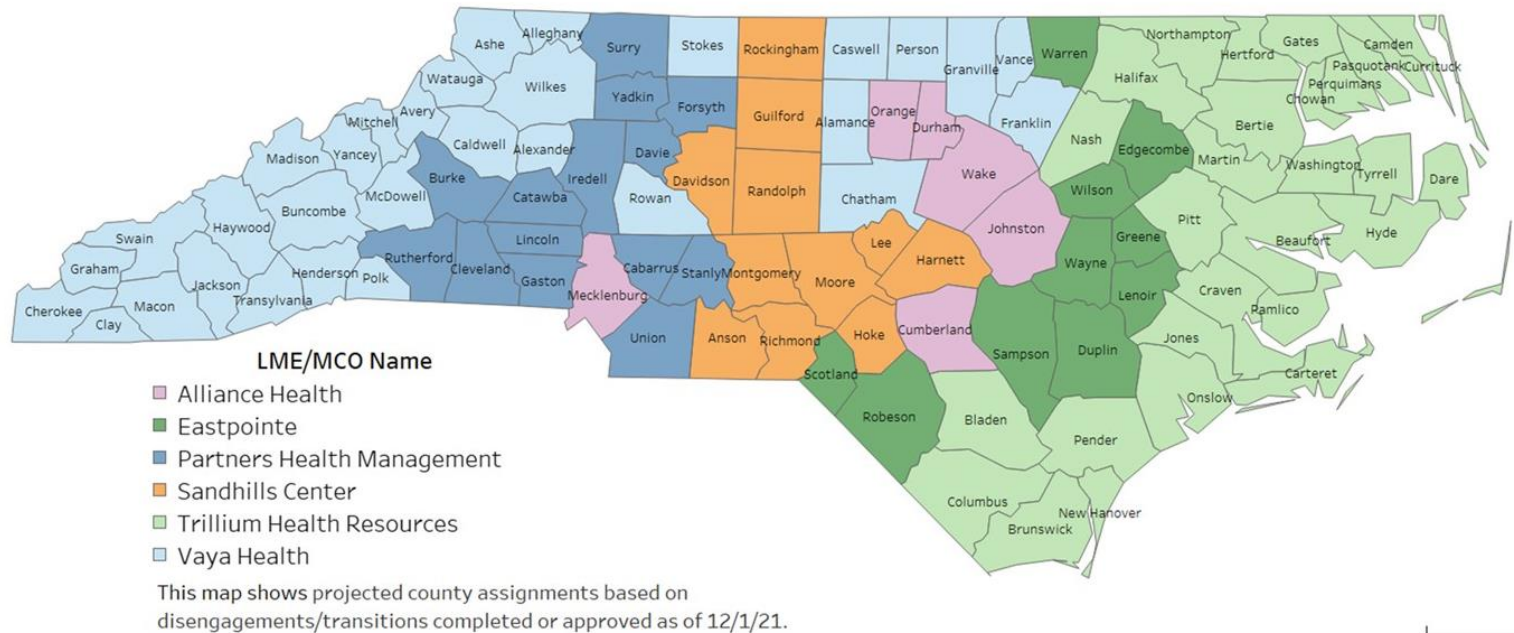 Ashe
Alleghany
Surry
Stokes
Rockingham
Caswell
Person
Granville
Vance
Warren
Northampton
Hertford
Gates
Camden
Pasquotank
Currituck
Perquimans
Chowan
Halifax
Watauga
Wilkes
Yadkin
Forsyth
Guilford
Alamance
Orange
Durham
Franklin
Nash
Edgecombe
Bertie
Martin
Washington
Tyrrell
Dare
Avery
Mitchell
Yancey
Madison
Caldwell
Alexander
Davie
Iredell
Davidson
Randolph
Wake
Wilson
McDowell
Burke
Catawba
Rowan
Chatham
Johnston
Pitt
Buncombe
Haywood
Swain
Graham
Rutherford
Cleveland
Lincoln
Gaston
Cabarrus
Stanly
Montgomery
Moore
Lee
Harnett
Wayne
Greene
Lenoir
Beaufort
Hyde
Craven
Pamlico
Jackson
Henderson
Polk
Transylvania
Macon
Cherokee
Clay
Mecklenburg
Union
Anson
Richmond
Hoke
Cumberland
Sampson
Duplin
Jones
Carteret
Onslow
Scotland
Robeson
Bladen
Pender
Columbus
Brunswick
New Hanover
LME/MCO Name
Alliance Health
Eastpointe
Partners Health Management
Sandhills Center
Trillium Health Resources
Vaya Health
This map shows projected county assignments based on
disengagements/transitions completed or approved as of 12/1/21.